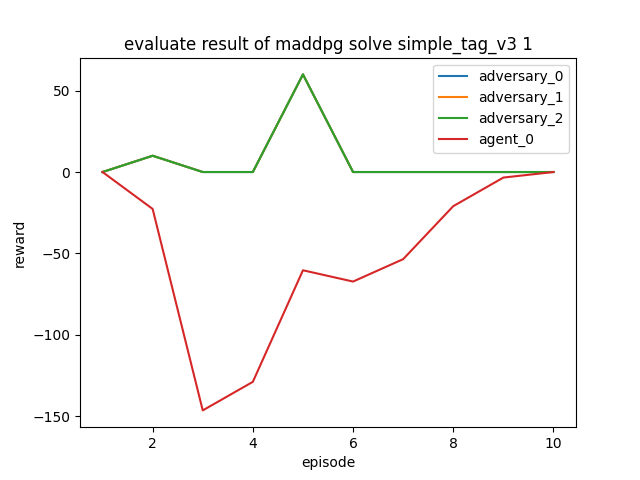 evaluate result of maddpg solve simple_tag_v3 1
adversary_0
adversary_1
adversary_2
agent_0
50
0
−50
−100
−150
reward
2
4
6
8
10
episode